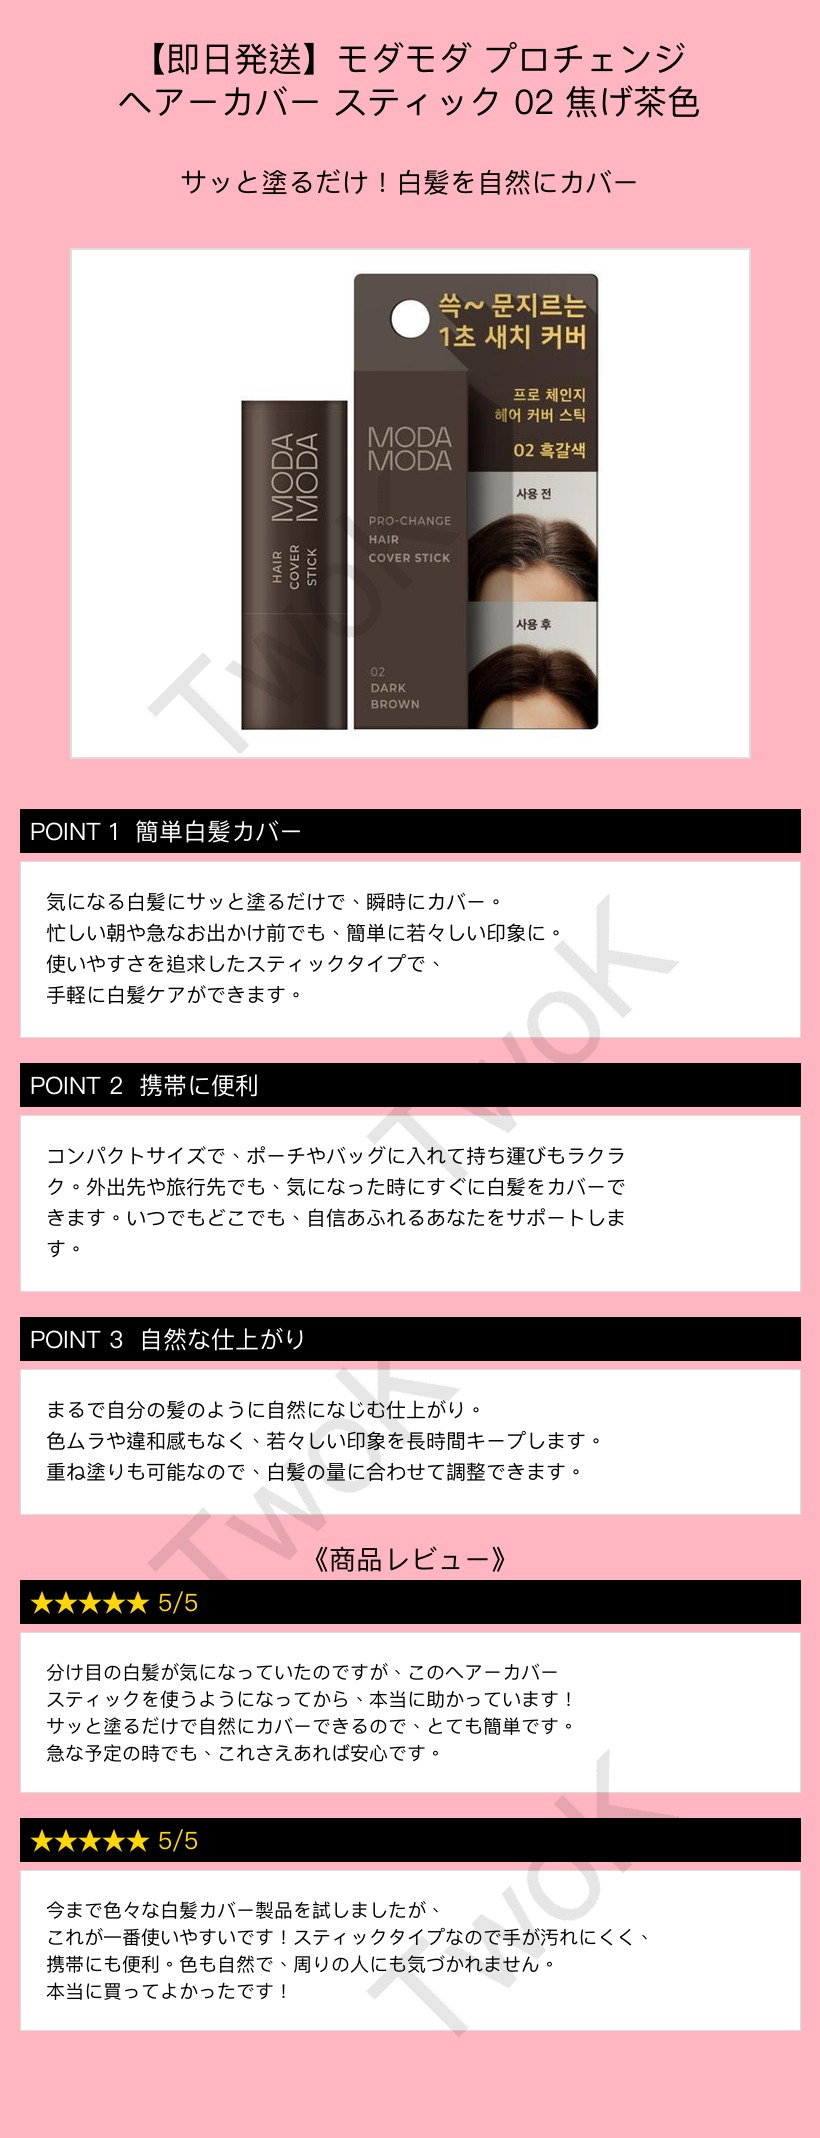 【即日発送】モダモダ プロチェンジ
ヘアーカバー スティック 02 焦げ茶色
サッと塗るだけ！白髪を自然にカバー
쓱~ 문지르는
1초 새치 커버
프로 체인지
헤어 커버 스틱
02 흑갈색
사용 전
사용 후
MODA
MODA
HAIR
COVER
STICK
MODA
MODA
PRO-CHANGE
HAIR
COVER STICK
02
DARK
BROWN
TwoK
POINT 1 簡単白髪カバー
気になる白髪にサッと塗るだけで、瞬時にカバー。
忙しい朝や急なお出かけ前でも、簡単に若々しい印象に。
使いやすさを追求したスティックタイプで、
手軽に白髪ケアができます。
TwoK
POINT 2 携帯に便利
コンパクトサイズで、ポーチやバッグに入れて持ち運びもラクラ
ク。外出先や旅行先でも、気になった時にすぐに白髪をカバーで
きます。いつでもどこでも、自信あふれるあなたをサポートしま
す。
POINT 3 自然な仕上がり
まるで自分の髪のように自然になじむ仕上がり。
色ムラや違和感もなく、若々しい印象を長時間キープします。
重ね塗りも可能なので、白髪の量に合わせて調整できます。
TwoK
《商品レビュー》
★★★★★ 5/5
分け目の白髪が気になっていたのですが、このヘアーカバー
スティックを使うようになってから、本当に助かっています！
サッと塗るだけで自然にカバーできるので、とても簡単です。
急な予定の時でも、これさえあれば安心です。
★★★★★ 5/5
今まで色々な白髪カバー製品を試しましたが、
これが一番使いやすいです！スティックタイプなので手が汚れにくく、
携帯にも便利。色も自然で、周りの人にも気づかれません。
本当に買ってよかったです！
TwoK